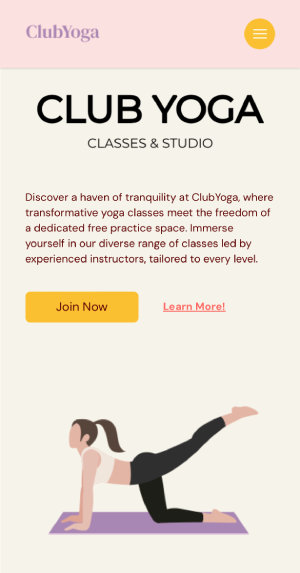 ClubYoga
CLUB YOGA
CLASSES & STUDIO
Discover a haven of tranquility at ClubYoga, where
transformative yoga classes meet the freedom of
a dedicated free practice space. Immerse
yourself in our diverse range of classes led by
experienced instructors, tailored to every level.
Join Now
Learn More!